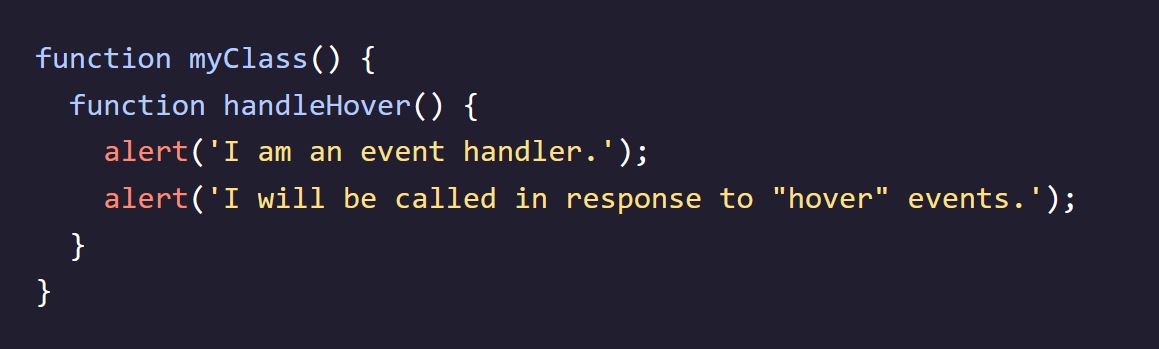 function myClass() {
  function handleHover() {
    alert('I am an event handler.');
    alert('I will be called in response to "hover" events.');
  }
}